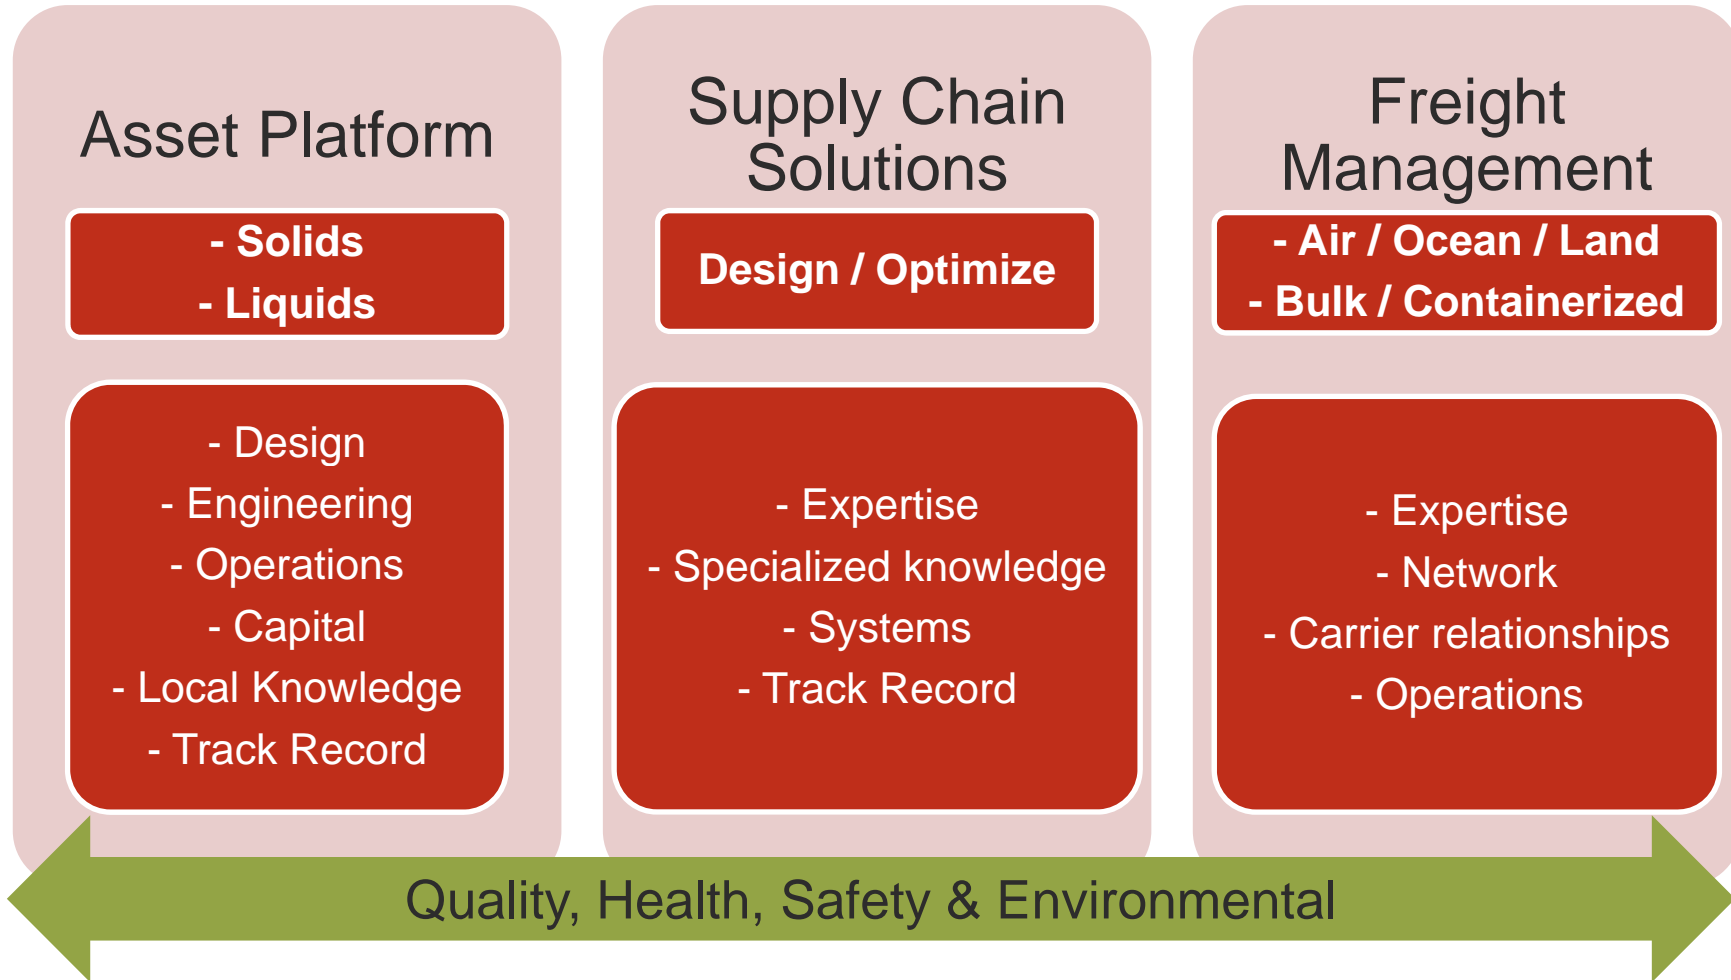 Asset Platform
- Solids
- Liquids
- Design
- Engineering
- Operations
- Capital
- Local Knowledge
- Track Record
Supply Chain
Solutions
Design / Optimize
- Expertise
- Specialized knowledge
- Systems
- Track Record
Freight
Management
- Air / Ocean / Land
- Bulk / Containerized
- Expertise
- Network
- Carrier relationships
- Operations
Quality, Health, Safety & Environmental